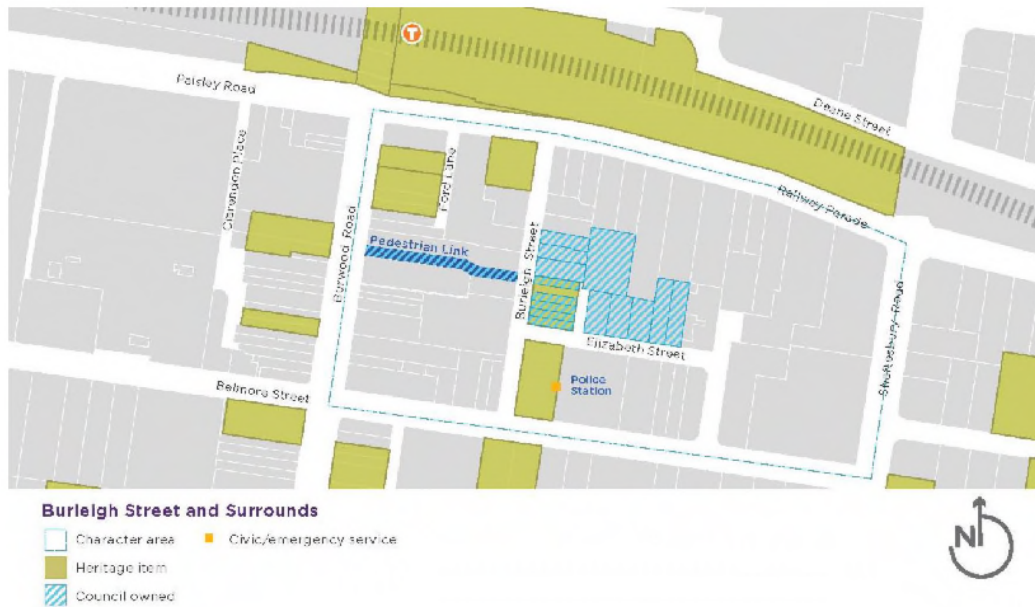 T
Paisley Road
Deane Street
Clarendon Place
Ford Lane
Railway Parade
Burwood Road
Pedestrian Link
Burleigh Street
Shaftesbury Road
Elizabeth Street
Belmore Street
Police
Station
Burleigh Street and Surrounds
Character area
Civic/emergency service
Heritage item
Council owned
N